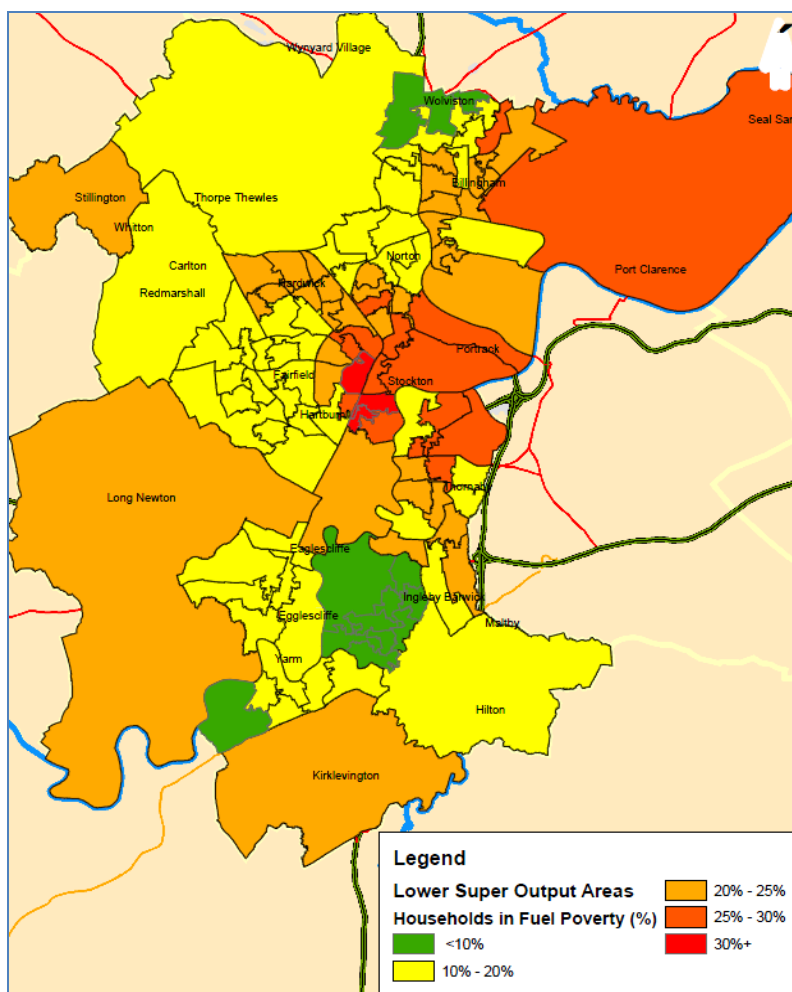 Wynyard Village
Wolviston
Seal San
Billingham
Stillington
Thorpe Thewles
Whitton
Norton
Carlton
Port Clarence
Redmarshall
Hardwick
Portrack
Fairfield
Stockton
Hartburn
Thornaby
Long Newton
Eaglescliffe
Ingleby Barwick
Egglescliffe
Maltby
Yarm
Hilton
Kirklevington
Legend
Lower Super Output Areas
Households in Fuel Poverty (%)
<10%
10% - 20%
20% - 25%
25% - 30%
30%+